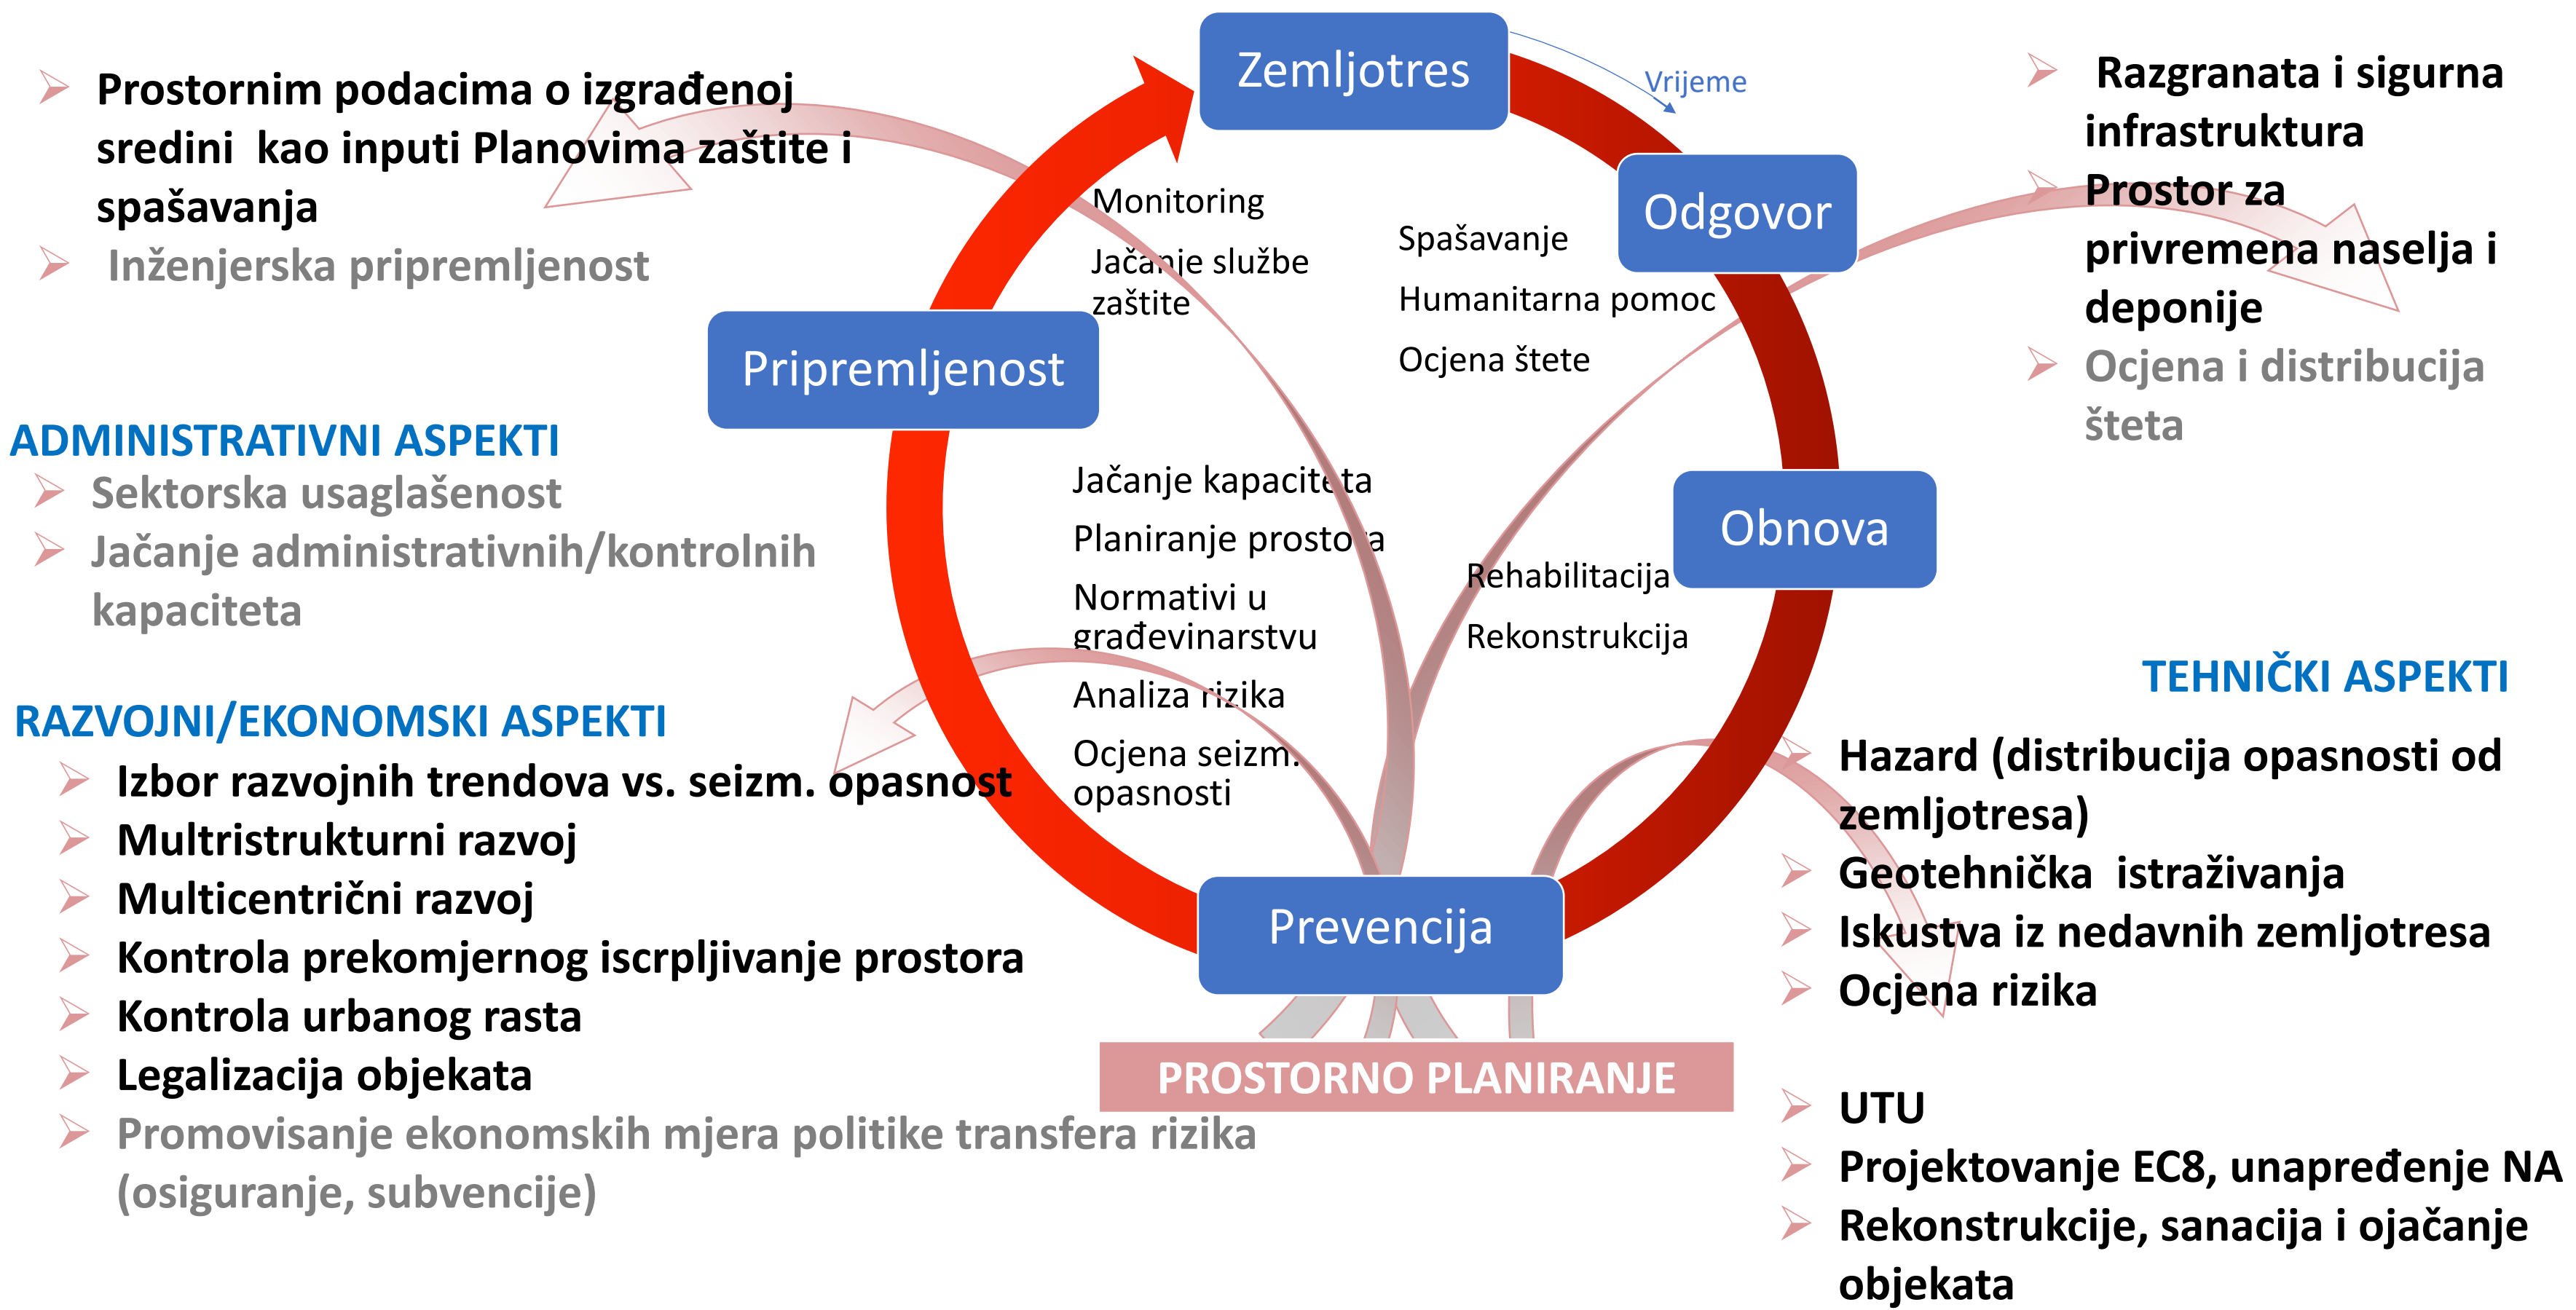 Zemljotres
Vrijeme
Odgovor
Obnova
Prevencija
Pripremljenost
Prostornim podacima o izgrađenoj
sredini kao inputi Planovima zaštite i
spašavanja
Inženjerska pripremljenost
ADMINISTRATIVNI ASPEKTI
Sektorska usaglašenost
Jačanje administrativnih/kontrolnih
kapaciteta
RAZVOJNI/EKONOMSKI ASPEKTI
Izbor razvojnih trendova vs. seizm. opasnost
Multristrukturni razvoj
Multicentrični razvoj
Kontrola prekomjernog iscrpljivanje prostora
Kontrola urbanog rasta
Legalizacija objekata
Promovisanje ekonomskih mjera politike transfera rizika
(osiguranje, subvencije)
Monitoring
Jačanje službe
zaštite
Spašavanje
Humanitarna pomoc
Ocjena štete
Jačanje kapaciteta
Planiranje prostora
Normativi u
građevinarstvu
Analiza rizika
Ocjena seizm.
opasnosti
Rehabilitacija
Rekonstrukcija
PROSTORNO PLANIRANJE
Razgranata i sigurna
infrastruktura
Prostor za
privremena naselja i
deponije
Ocjena i distribucija
šteta
TEHNIČKI ASPEKTI
Hazard (distribucija opasnosti od
zemljotresa)
Geotehnička istraživanja
Iskustva iz nedavnih zemljotresa
Ocjena rizika
UTU
Projektovanje EC8, unapređenje NA
Rekonstrukcije, sanacija i ojačanje
objekata